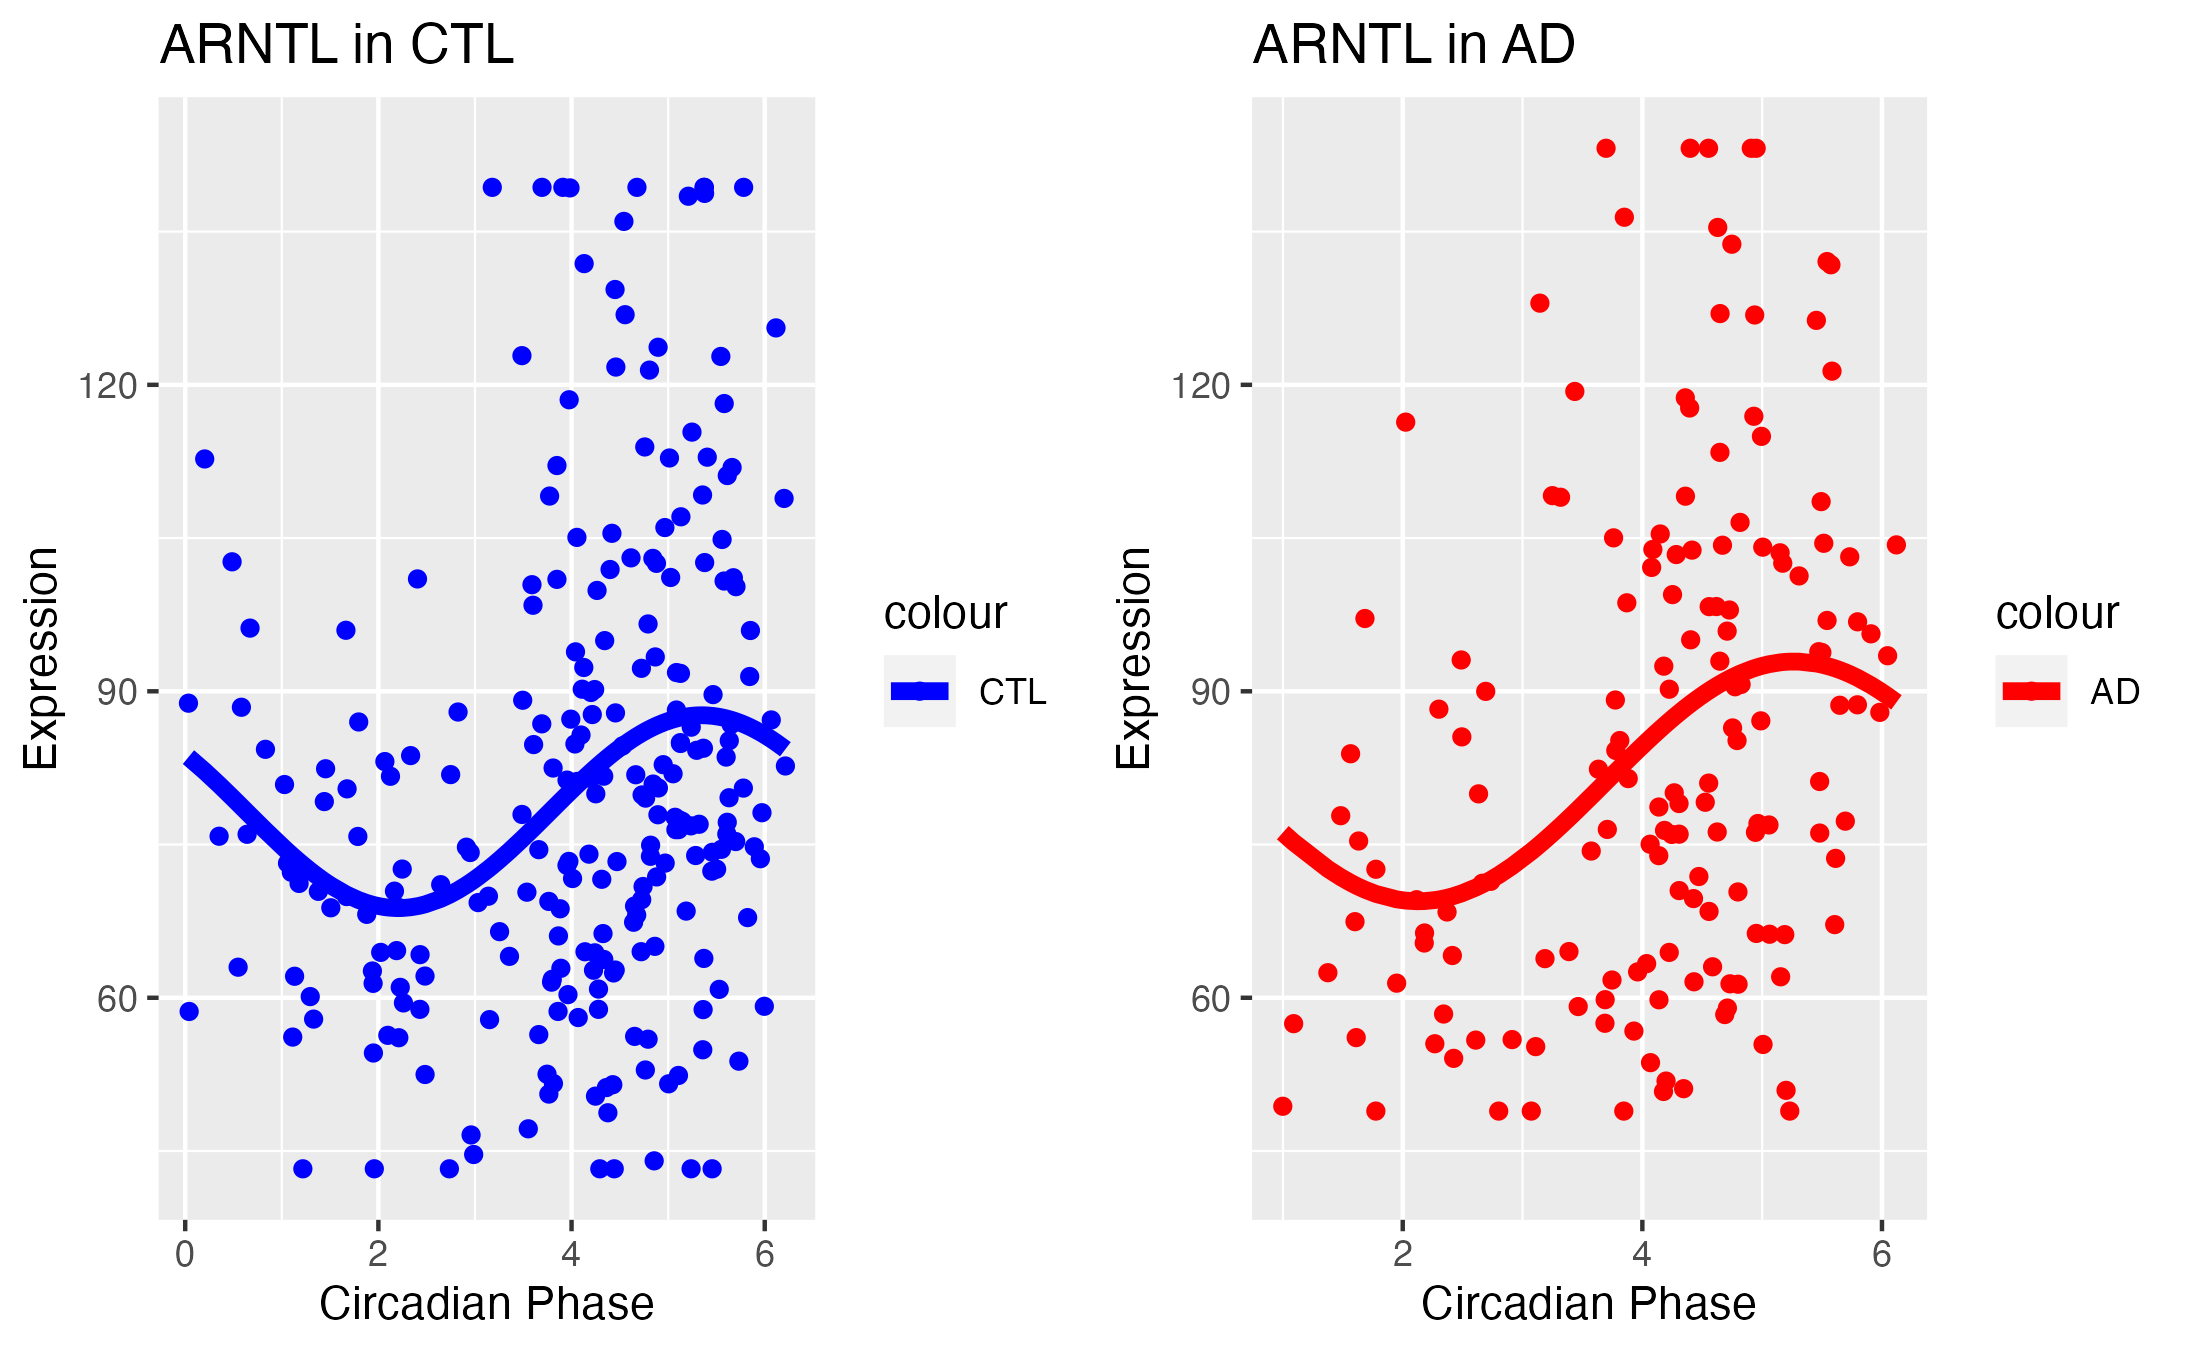 ARNTL in CTL
Expression
120
90
60
0 2 4 6
Circadian Phase
colour
CTL
ARNTL in AD
Expression
120
90
60
2 4 6
Circadian Phase
colour
AD